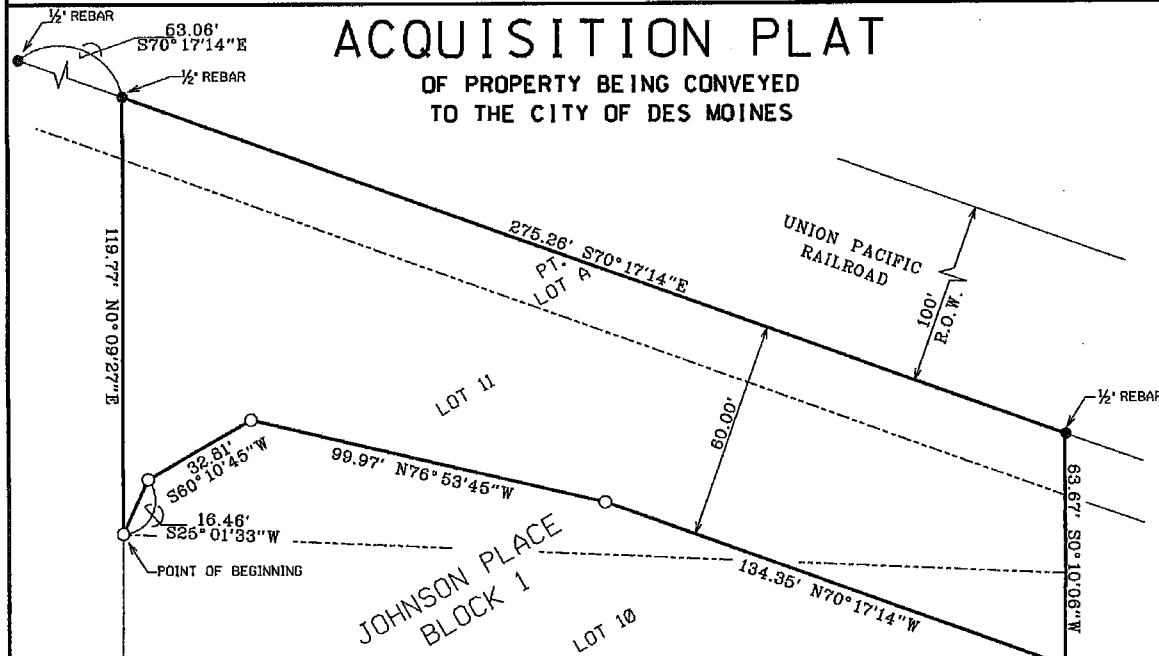 ½" REBAR
63.06'
S70°17'14"E
½" REBAR
ACQUISITION PLAT
OF PROPERTY BEING CONVEYED
TO THE CITY OF DES MOINES
119.77' N0°09'27"E
275.26' S70°17'14"E
PT.
LOT A
UNION PACIFIC
RAILROAD
100'
R.O.W.
½" REBAR
LOT 11
60.00'
32.81'
S60°10'45"W
99.97' N76°53'45"W
63.67' S0°10'06"W
16.46'
S25°01'33"W
POINT OF BEGINNING
JOHNSON PLACE
BLOCK 1
134.35' N70°17'14"W
LOT 10